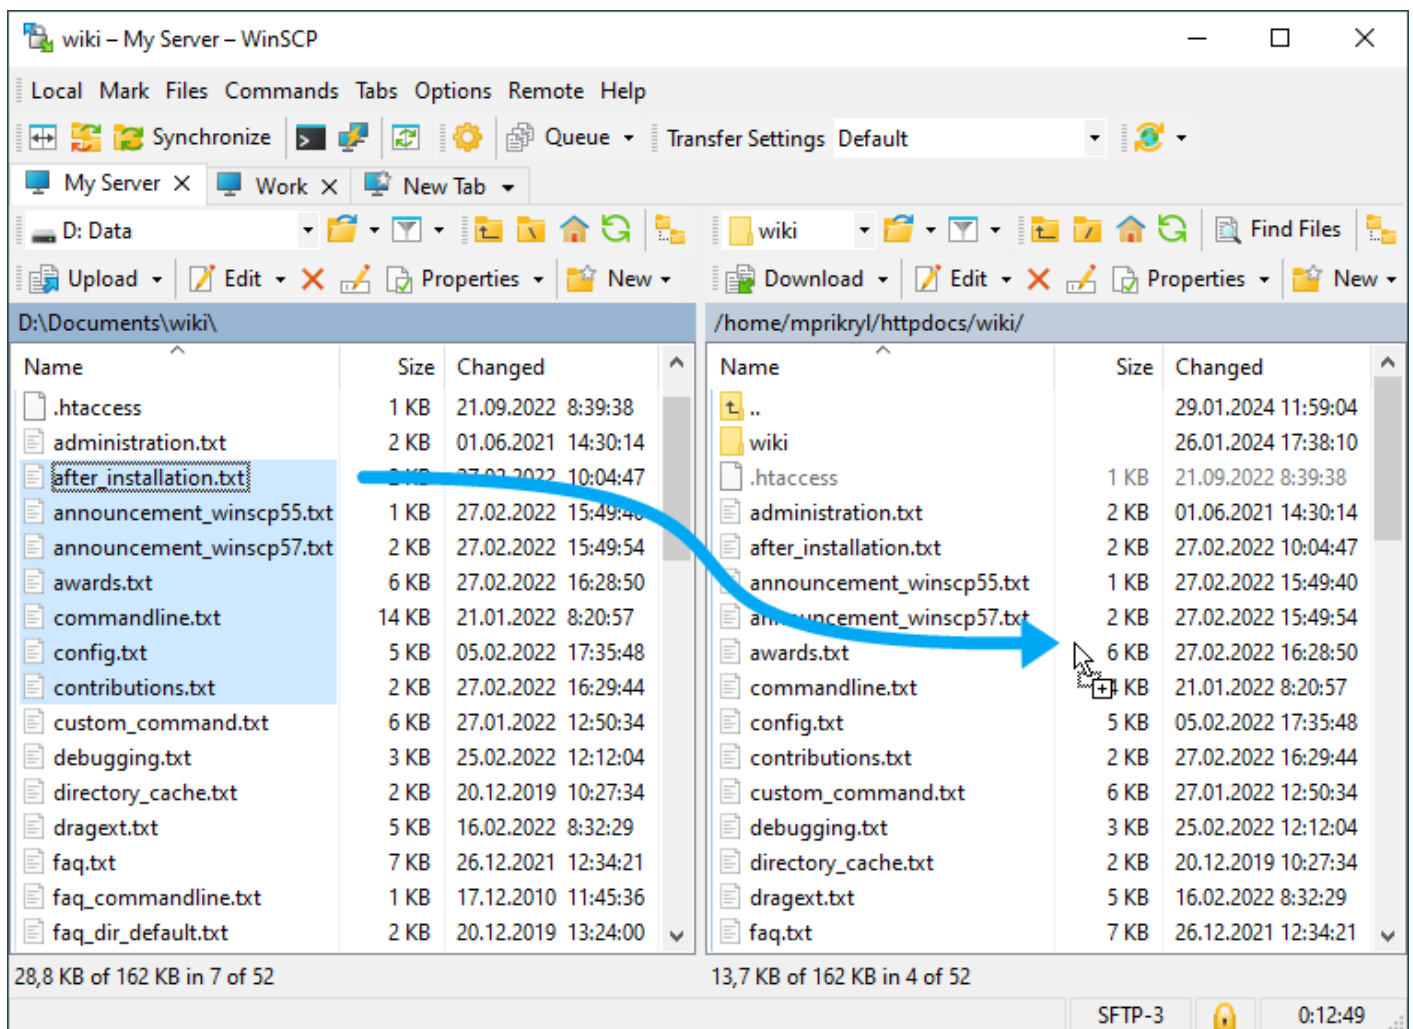 wiki – My Server – WinSCP
Local Mark Files Commands Tabs Options Remote Help
Synchronize Queue Transfer Settings Default
My Server Work New Tab
D: Data wiki Find Files
Upload Edit Properties New Download Edit Properties New
D:\Documents\wiki\ /home/mprikryl/httpdocs/wiki/
Name Size Changed Name Size Changed
.htaccess 1 KB 21.09.2022 8:39:38 .. 29.01.2024 11:59:04
administration.txt 2 KB 01.06.2021 14:30:14 wiki 26.01.2024 17:38:10
after_installation.txt KB 27.02.2022 10:04:47 .htaccess 1 KB 21.09.2022 8:39:38
announcement_winscp55.txt 1 KB 27.02.2022 15:49:40 administration.txt 2 KB 01.06.2021 14:30:14
announcement_winscp57.txt 2 KB 27.02.2022 15:49:54 after_installation.txt 2 KB 27.02.2022 10:04:47
awards.txt 6 KB 27.02.2022 16:28:50 announcement_winscp55.txt 1 KB 27.02.2022 15:49:40
commandline.txt 14 KB 21.01.2022 8:20:57 announcement_winscp57.txt 2 KB 27.02.2022 15:49:54
config.txt 5 KB 05.02.2022 17:35:48 awards.txt 6 KB 27.02.2022 16:28:50
contributions.txt 2 KB 27.02.2022 16:29:44 commandline.txt 4 KB 21.01.2022 8:20:57
custom_command.txt 6 KB 27.01.2022 12:50:34 config.txt 5 KB 05.02.2022 17:35:48
debugging.txt 3 KB 25.02.2022 12:12:04 contributions.txt 2 KB 27.02.2022 16:29:44
directory_cache.txt 2 KB 20.12.2019 10:27:34 custom_command.txt 6 KB 27.01.2022 12:50:34
dragext.txt 5 KB 16.02.2022 8:32:29 debugging.txt 3 KB 25.02.2022 12:12:04
faq.txt 7 KB 26.12.2021 12:34:21 directory_cache.txt 2 KB 20.12.2019 10:27:34
faq_commandline.txt 1 KB 17.12.2010 11:45:36 dragext.txt 5 KB 16.02.2022 8:32:29
faq_dir_default.txt 2 KB 20.12.2019 13:24:00 faq.txt 7 KB 26.12.2021 12:34:21
28,8 KB of 162 KB in 7 of 52 13,7 KB of 162 KB in 4 of 52
SFTP-3 0:12:49